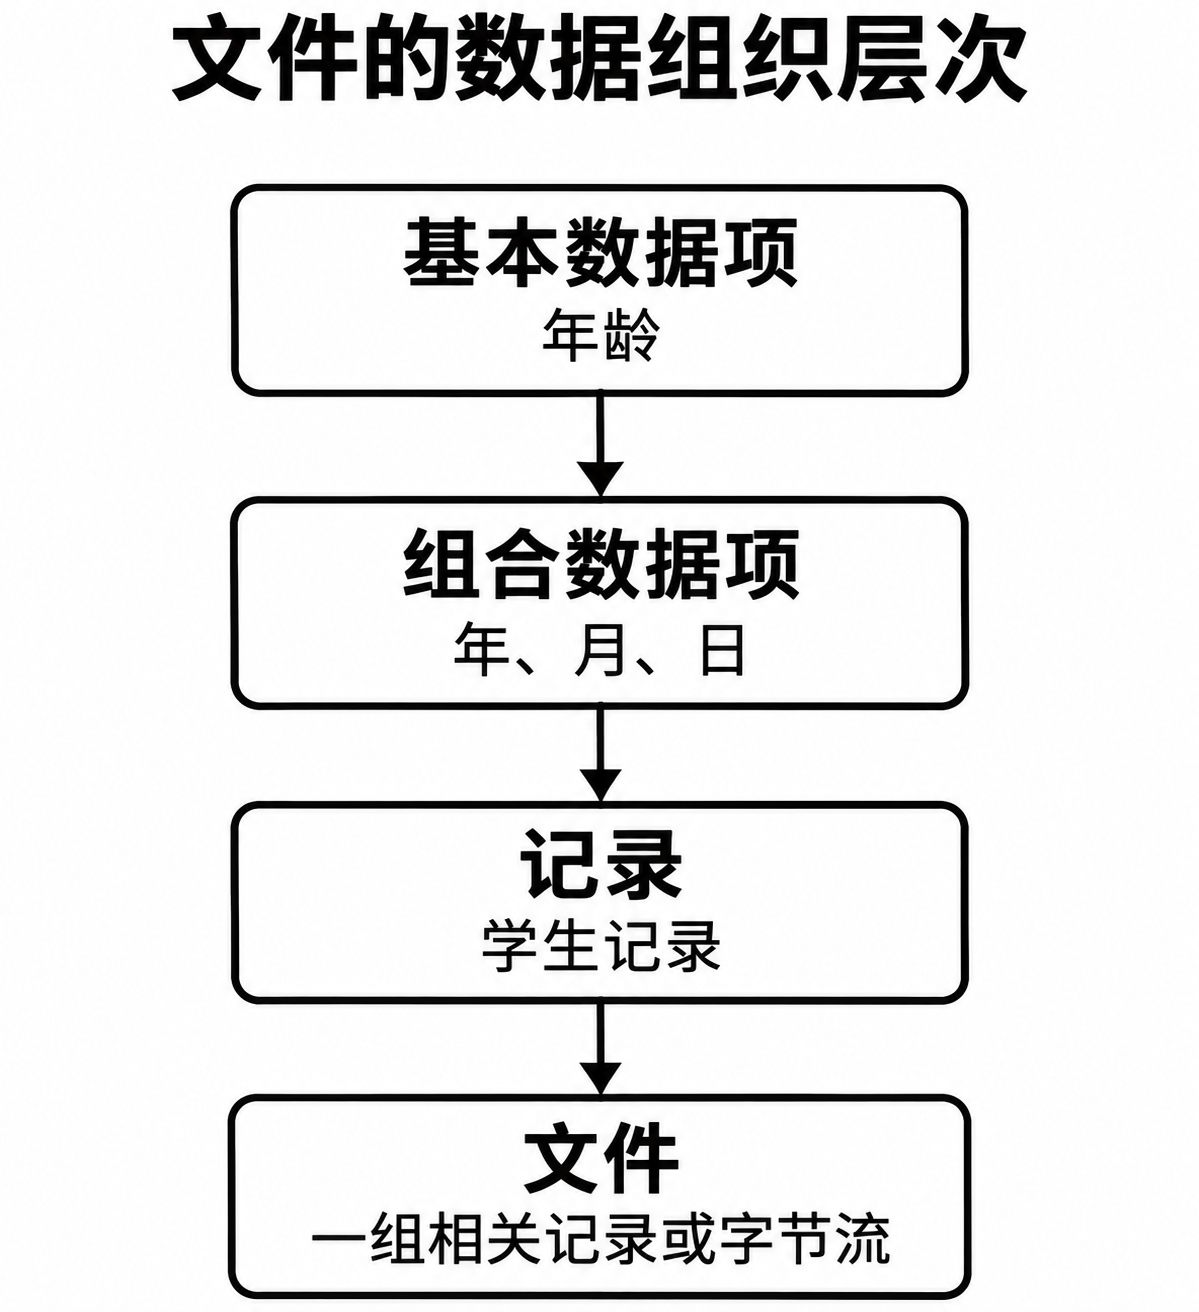 文件的数据组织层次
基本数据项
年龄
组合数据项
年、月、日
记录
学生记录
文件
一组相关记录或字节流